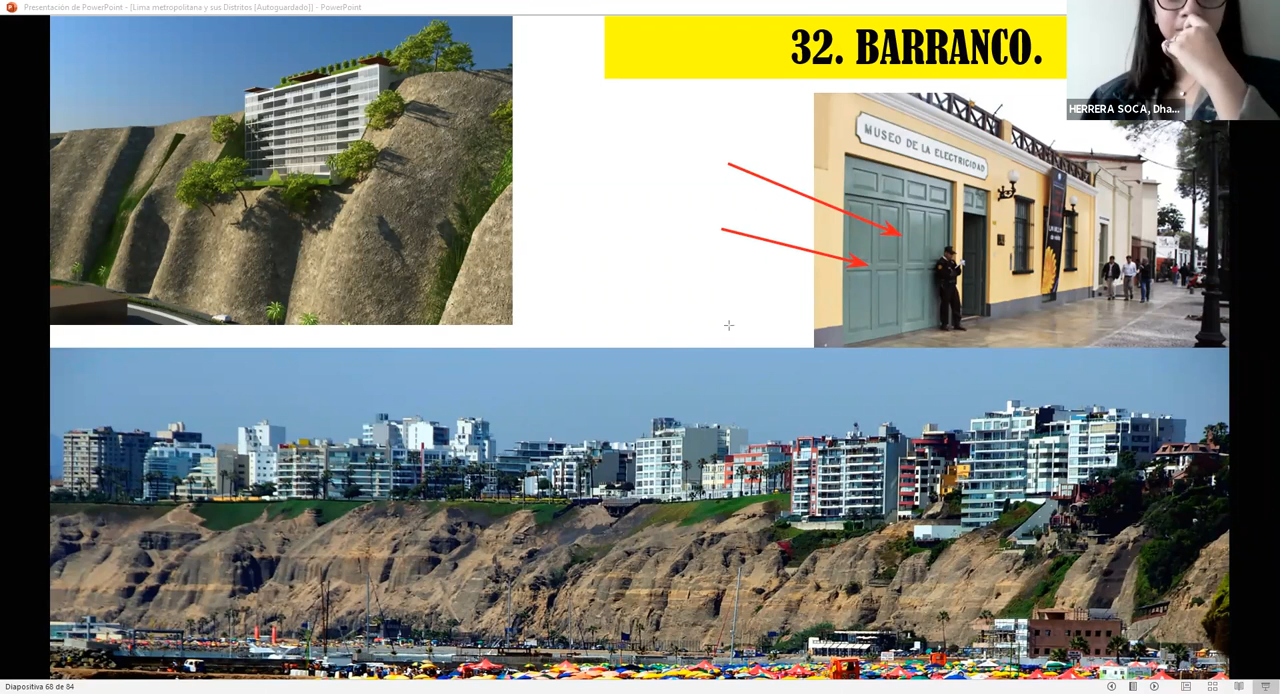 Presentación de PowerPoint - [Lima metropolitana y sus Distritos [Autoguardado]] - PowerPoint
32. BARRANCO.
HERRERA SOCA, Dha...
MUSEO DE LA ELECTRICIDAD
Diapositiva 68 de 84